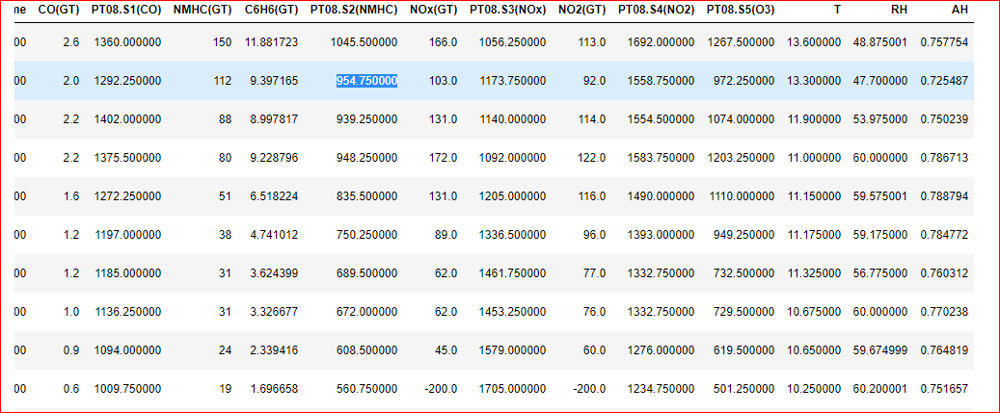 ne CO(GT) PT08.S1(CO) NMHC(GT) C6H6(GT) PT08.S2(NMHC) NOx(GT) PT08.S3(NOx) NO2(GT) PT08.S4(NO2) PT08.S5(O3) T RH AH
00 2.6 1360.000000 150 11.881723 1045.500000 166.0 1056.250000 113.0 1692.000000 1267.500000 13.600000 48.875001 0.757754
00 2.0 1292.250000 112 9.397165 954.750000 103.0 1173.750000 92.0 1558.750000 972.250000 13.300000 47.700000 0.725487
00 2.2 1402.000000 88 8.997817 939.250000 131.0 1140.000000 114.0 1554.500000 1074.000000 11.900000 53.975000 0.750239
00 2.2 1375.500000 80 9.228796 948.250000 172.0 1092.000000 122.0 1583.750000 1203.250000 11.000000 60.000000 0.786713
00 1.6 1272.250000 51 6.518224 835.500000 131.0 1205.000000 116.0 1490.000000 1110.000000 11.150000 59.575001 0.788794
00 1.2 1197.000000 38 4.741012 750.250000 89.0 1336.500000 96.0 1393.000000 949.250000 11.175000 59.175000 0.784772
00 1.2 1185.000000 31 3.624399 689.500000 62.0 1461.750000 77.0 1332.750000 732.500000 11.325000 56.775000 0.760312
00 1.0 1136.250000 31 3.326677 672.000000 62.0 1453.250000 76.0 1332.750000 729.500000 10.675000 60.000000 0.770238
00 0.9 1094.000000 24 2.339416 608.500000 45.0 1579.000000 60.0 1276.000000 619.500000 10.650000 59.674999 0.764819
00 0.6 1009.750000 19 1.696658 560.750000 -200.0 1705.000000 -200.0 1234.750000 501.250000 10.250000 60.200001 0.751657